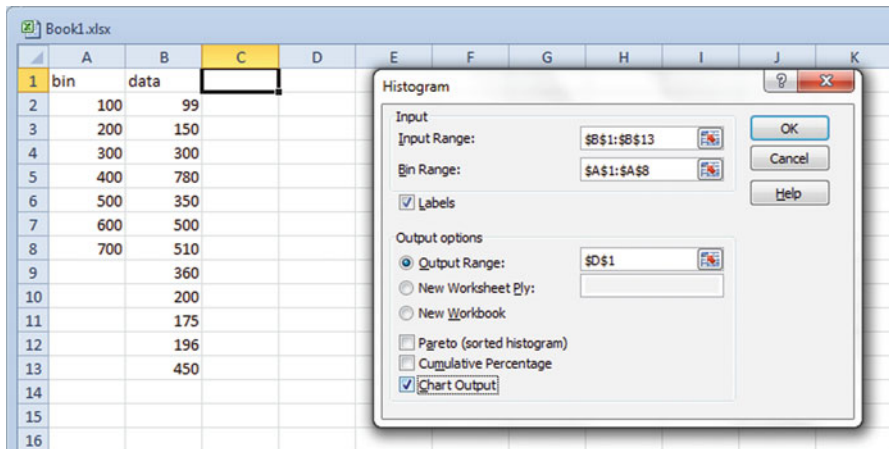 Book1.xlsx
A B C D E F G H I J K
1 bin data
2 100 99
3 200 150
4 300 300
5 400 780
6 500 350
7 600 500
8 700 510
9 360
10 200
11 175
12 196
13 450
14
15
16
Histogram
?
Input
Input Range: $B$1:$B$13
Bin Range: $A$1:$A$8
Labels
OK
Cancel
Help
Output options
Output Range: $D$1
New Worksheet Ply:
New Workbook
Pareto (sorted histogram)
Cumulative Percentage
Chart Output